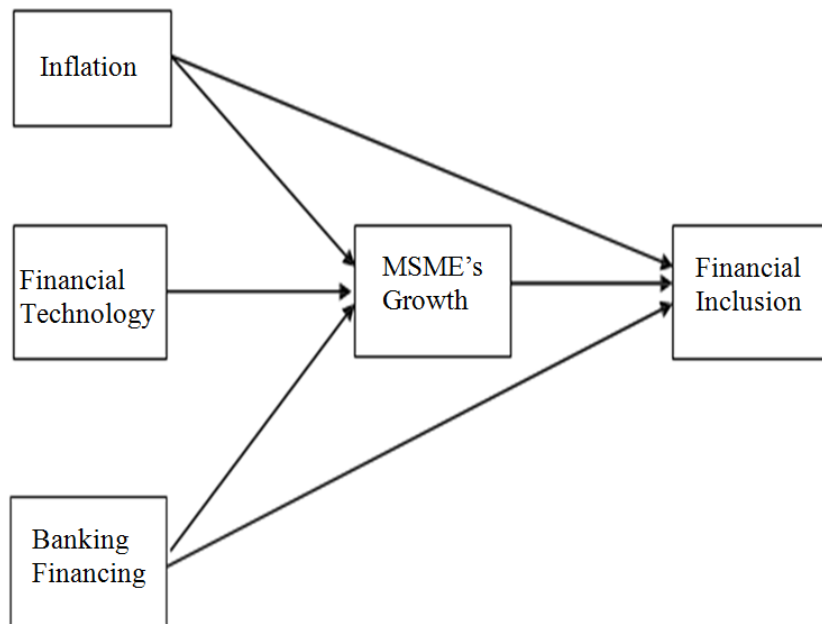 Inflation
Financial
Technology
MSME’s
Growth
Financial
Inclusion
Banking
Financing